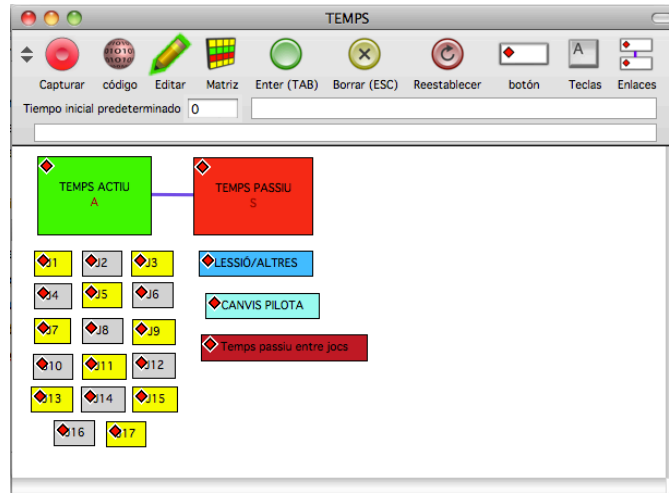 TEMPS
Capturar código Editar Matriz Enter (TAB) Borrar (ESC) Reestablecer botón Teclas Enlaces
A
Tiempo inicial predeterminado 0
TEMPS ACTIU
A
TEMPS PASSIU
S
J1 J2 J3
LESSIÓ/ALTRES
J4 J5 J6
CANVIS PILOTA
J7 J8 J9
Temps passiu entre jocs
J10 J11 J12
J13 J14 J15
J16 J17